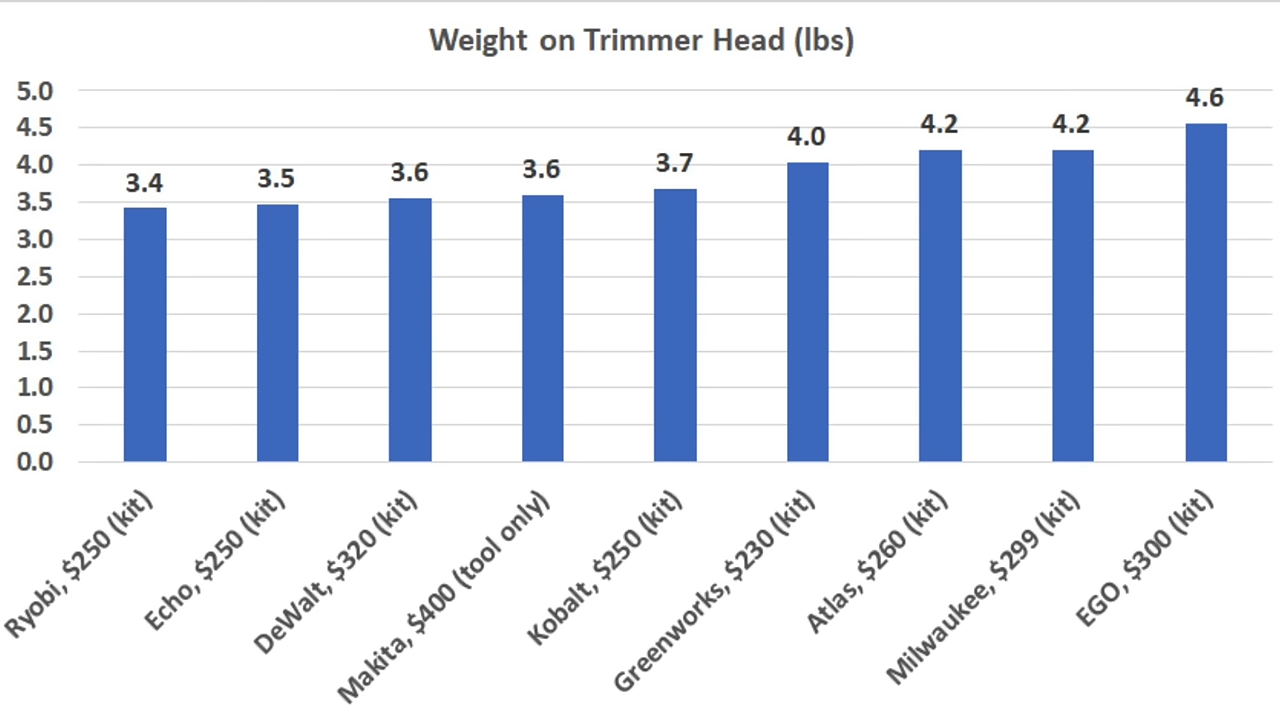 Weight on Trimmer Head (lbs)
5.0
4.5
4.0
3.5
3.0
2.5
2.0
1.5
1.0
0.5
0.0
3.4
3.5
3.6
3.6
3.7
4.0
4.2
4.2
4.6
Ryobi, $250 (kit)
Echo, $250 (kit)
DeWalt, $320 (kit)
Makita, $400 (tool only)
Kobalt, $250 (kit)
Greenworks, $230 (kit)
Atlas, $260 (kit)
Milwaukee, $299 (kit)
EGO, $300 (kit)